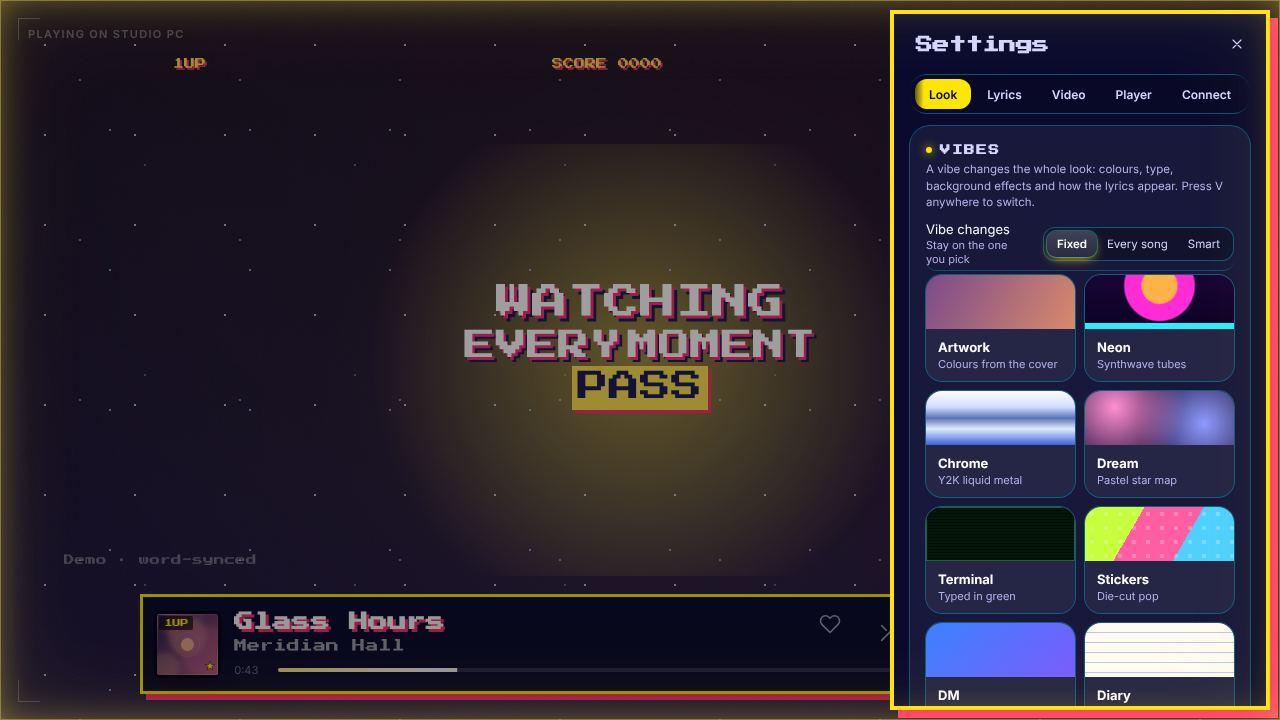 PLAYING ON STUDIO PC
1UP
SCORE 0000
WATCHING
EVERY MOMENT
PASS
Demo · word-synced
1UP
Glass Hours
Meridian Hall
0:43
Settings
Look
Lyrics
Video
Player
Connect
VIBES
A vibe changes the whole look: colours, type,
background effects and how the lyrics appear. Press V
anywhere to switch.
Vibe changes
Stay on the one
you pick
Fixed
Every song
Smart
Artwork
Colours from the cover
Neon
Synthwave tubes
Chrome
Y2K liquid metal
Dream
Pastel star map
Terminal
Typed in green
Stickers
Die-cut pop
DM
Diary